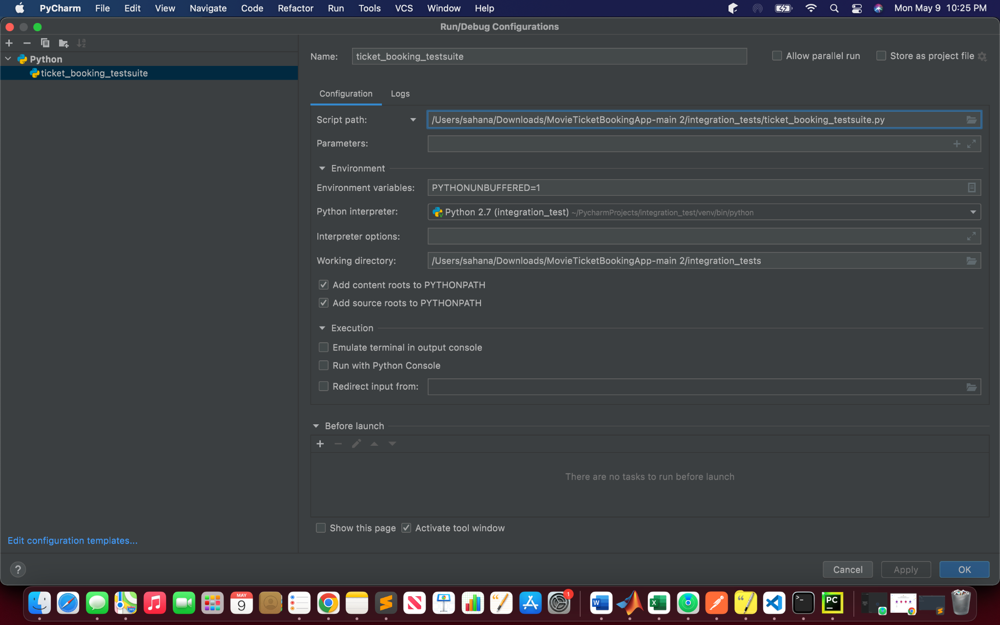 PyCharm File Edit View Navigate Code Refactor Run Tools VCS Window Help Mon May 9 10:25 PM
Run/Debug Configurations
Python
ticket_booking_testsuite
Edit configuration templates...
?
Name: ticket_booking_testsuite Allow parallel run Store as project file
Configuration Logs
Script path: /Users/sahana/Downloads/MovieTicketBookingApp-main 2/integration_tests/ticket_booking_testsuite.py
Parameters:
Environment
Environment variables: PYTHONUNBUFFERED=1
Python interpreter: Python 2.7 (integration_test) ~/PycharmProjects/integration_test/venv/bin/python
Interpreter options:
Working directory: /Users/sahana/Downloads/MovieTicketBookingApp-main 2/integration_tests
Add content roots to PYTHONPATH
Add source roots to PYTHONPATH
Execution
Emulate terminal in output console
Run with Python Console
Redirect input from:
Before launch
There are no tasks to run before launch
Show this page Activate tool window
Cancel Apply OK
MAY
9
280
1
W
X
>_
PC